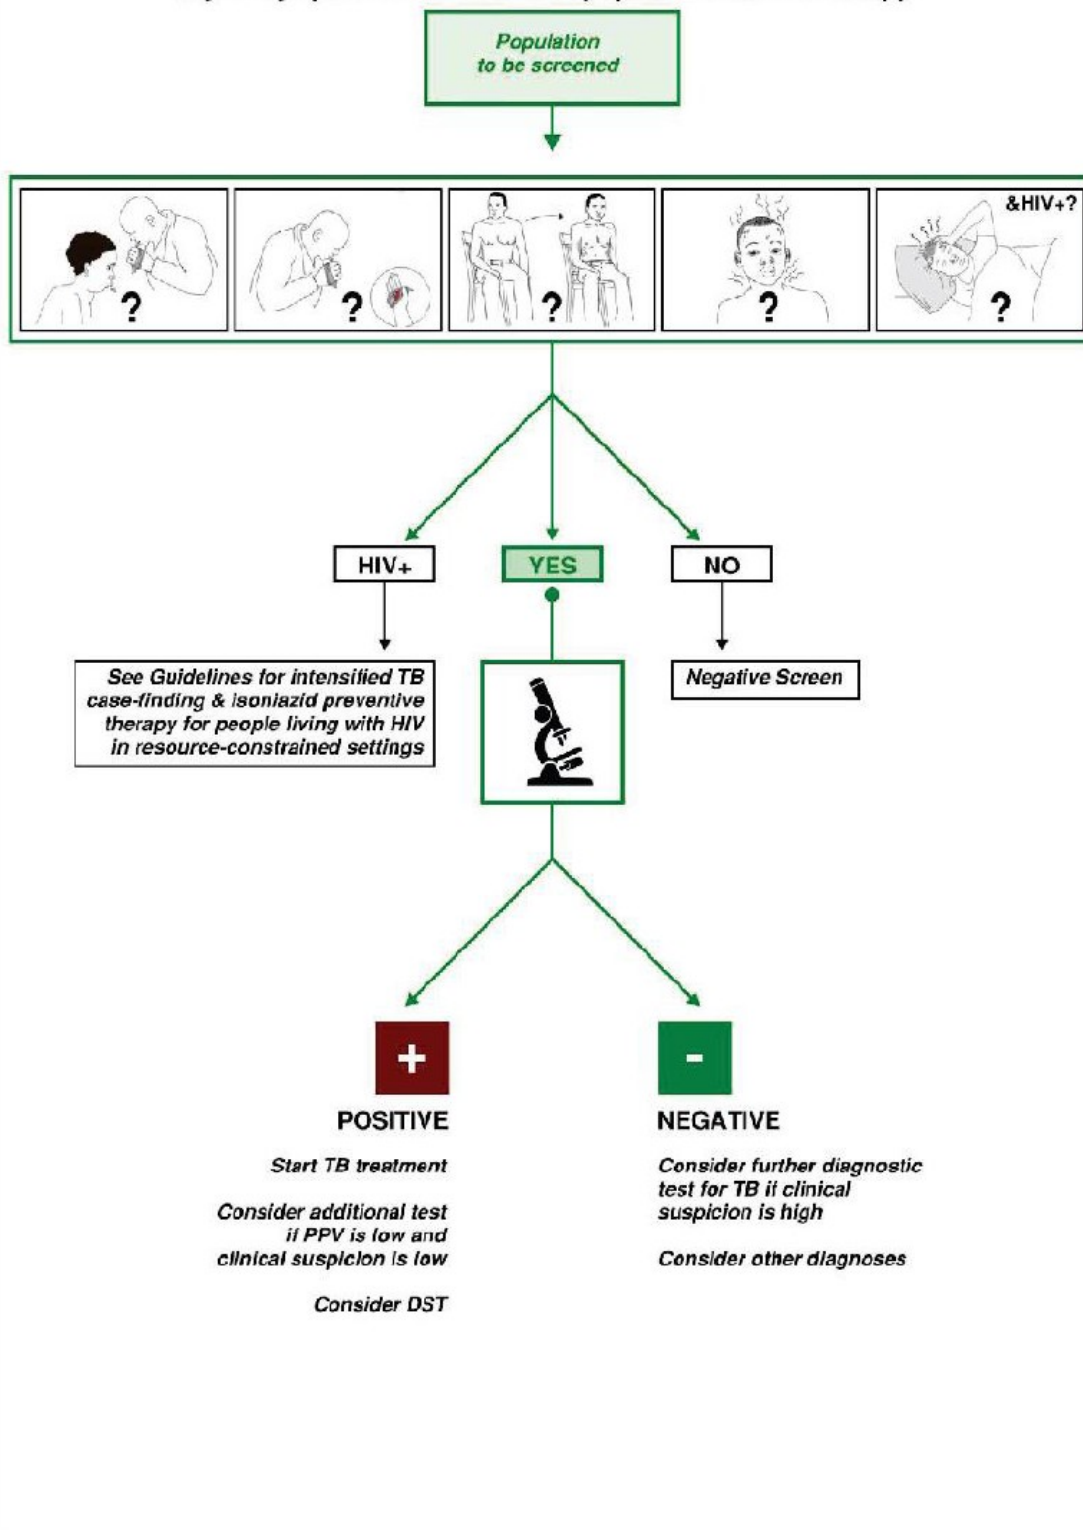 Population
to be screened
&HIV+?
?
?
?
?
?
HIV+
YES
NO
See Guidelines for intensified TB
case-finding & isoniazid preventive
therapy for people living with HIV
in resource-constrained settings
Negative Screen
+
-
POSITIVE
NEGATIVE
Start TB treatment
Consider additional test
if PPV is low and
clinical suspicion is low
Consider DST
Consider further diagnostic
test for TB if clinical
suspicion is high
Consider other diagnoses